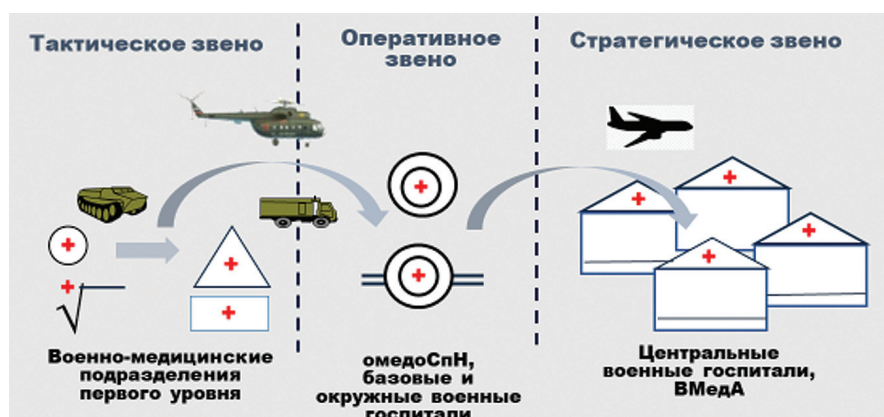 Тактическое звено
Оперативное
звено
Стратегическое звено
Военно-медицинские
подразделения
первого уровня
омедоСпН,
базовые и
окружные военные
госпитали
Центральные
военные госпитали,
ВМедА